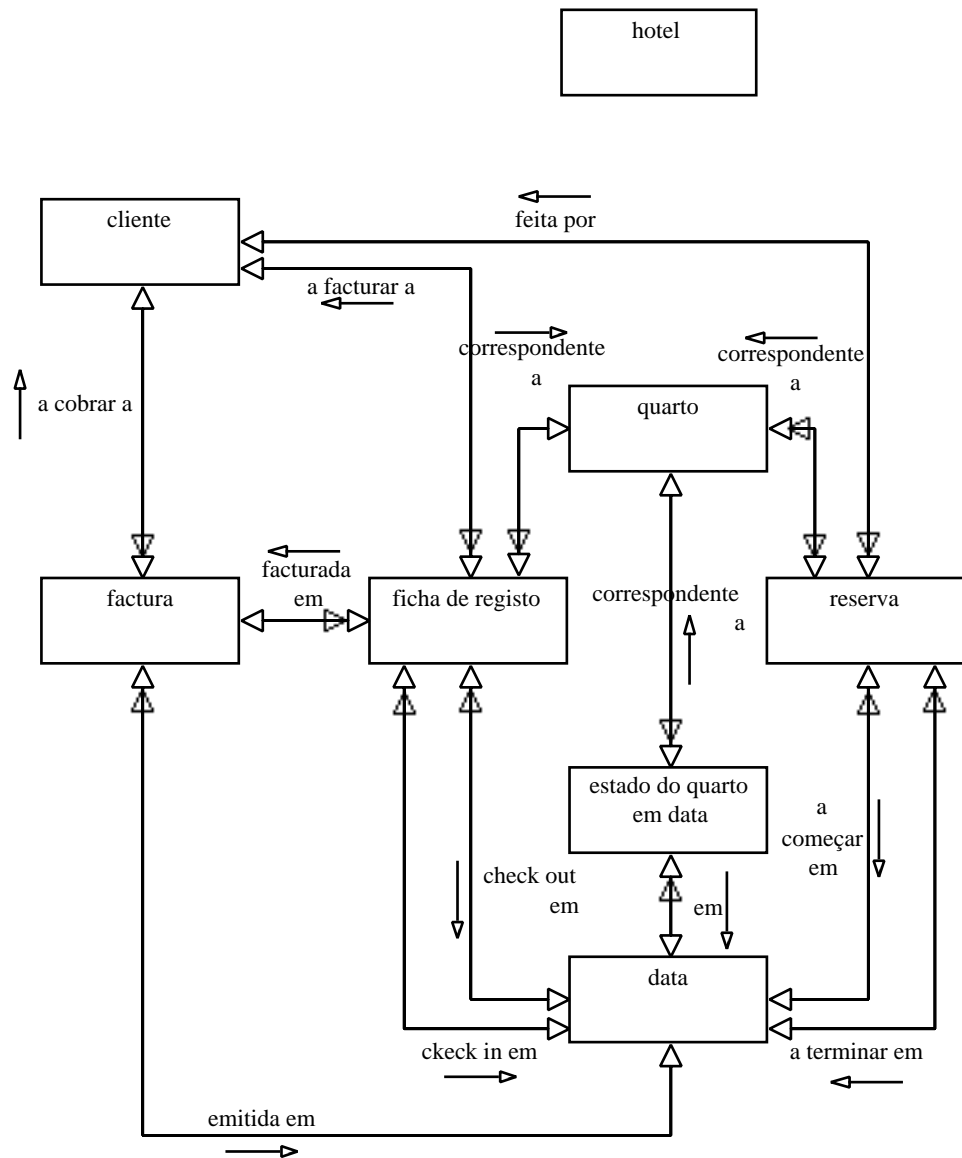 hotel
cliente
feita por
a facturar a
correspondente
a
correspondente
a
a cobrar a
quarto
facturada
em
factura
ficha de registo
correspondente
a
reserva
estado do quarto
em data
a
começar
em
check out
em
em
data
ckeck in em
a terminar em
emitida em